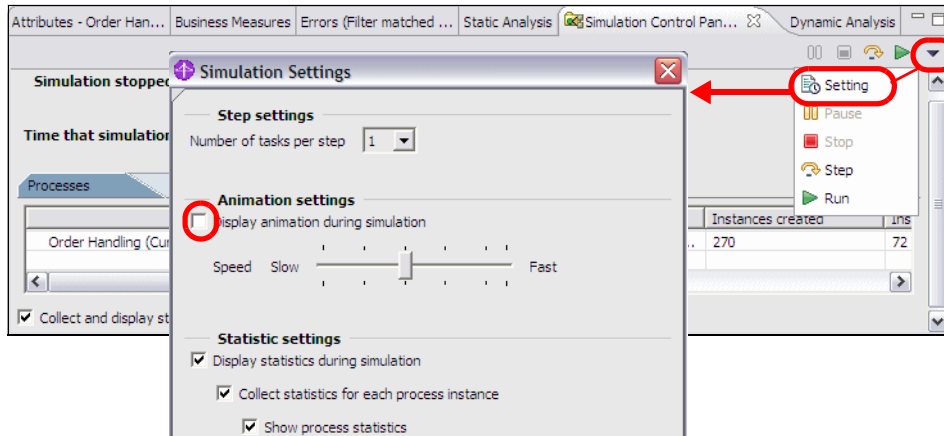 Attributes - Order Han... Business Measures Errors (Filter matched ... Static Analysis Simulation Control Pan... Dynamic Analysis
Simulation stopped
Simulation Settings
Setting
Pause
Stop
Step
Run
Step settings
Number of tasks per step 1
Time that simulation
Processes
Animation settings
Display animation during simulation
Instances created Ins
Order Handling (Cur .. 270 72
Speed Slow Fast
Collect and display st
Statistic settings
Display statistics during simulation
Collect statistics for each process instance
Show process statistics